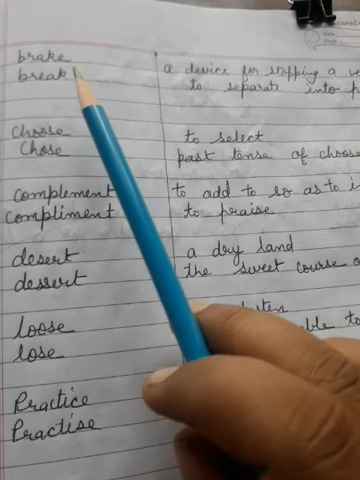 brake a device for stopping a
break to separate into
Choose to select
Chose past tense of choose
complement to add to so as to
compliment to praise
desert a dry land
dessert the sweet course
loose
lose to
Practice
Practise